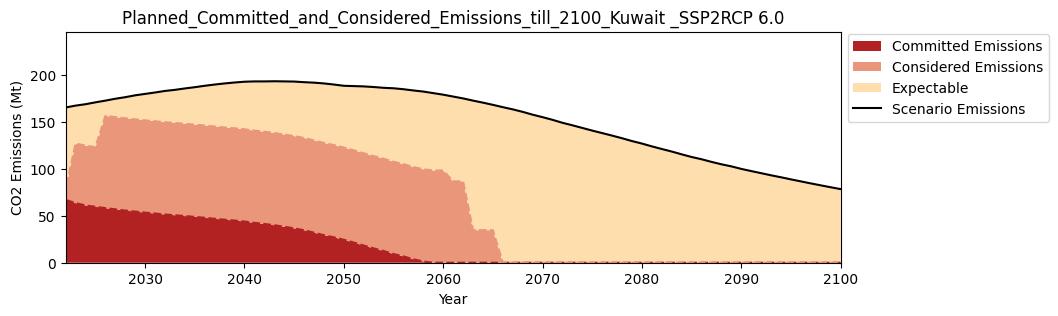 Planned_Committed_and_Considered_Emissions_till_2100_Kuwait _SSP2RCP 6.0
Committed Emissions
Considered Emissions
Expectable
Scenario Emissions
CO2 Emissions (Mt)
200
150
100
50
0
2030 2040 2050 2060 2070 2080 2090 2100
Year